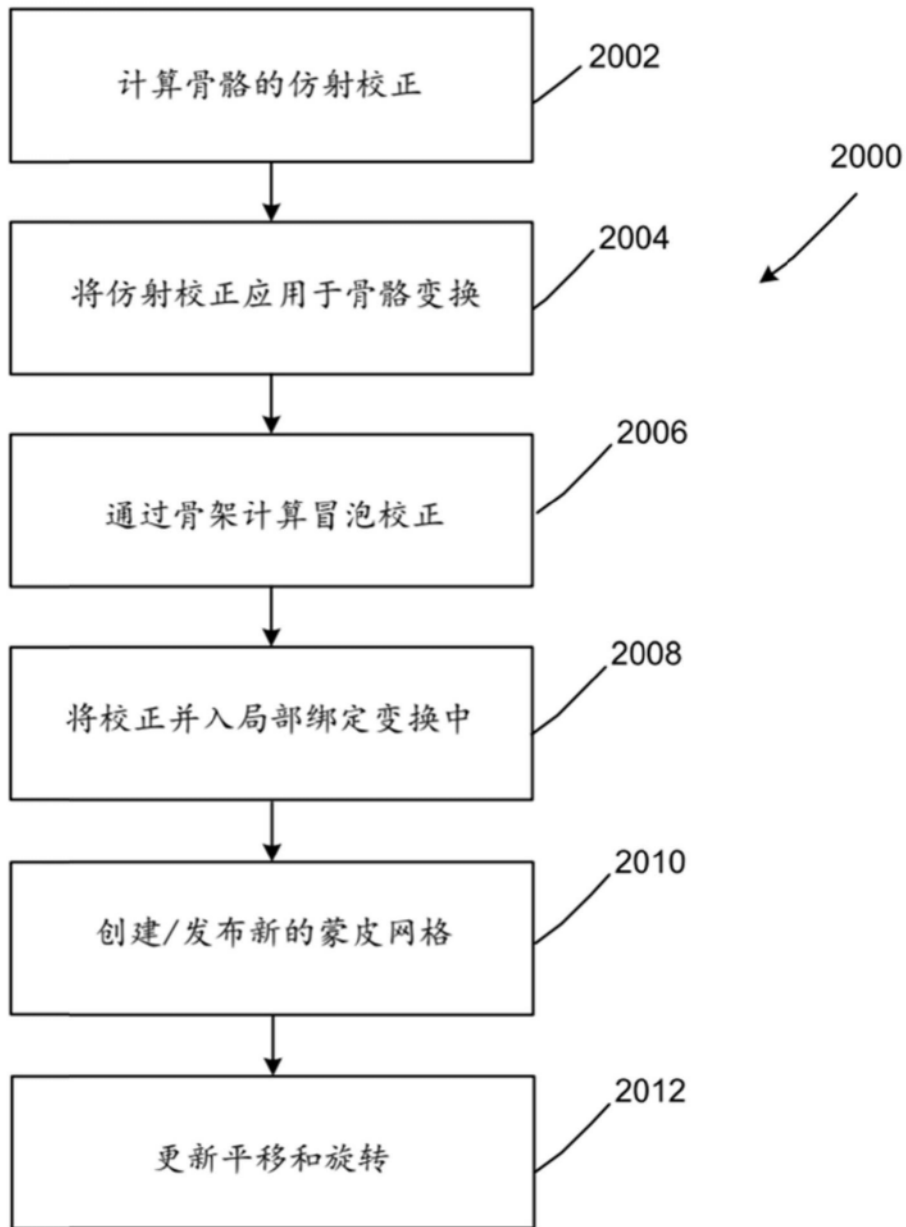 计算骨骼的仿射校正
2002
2000
将仿射校正应用于骨骼变换
2004
通过骨架计算冒泡校正
2006
将校正并入局部绑定变换中
2008
创建/发布新的蒙皮网格
2010
更新平移和旋转
2012